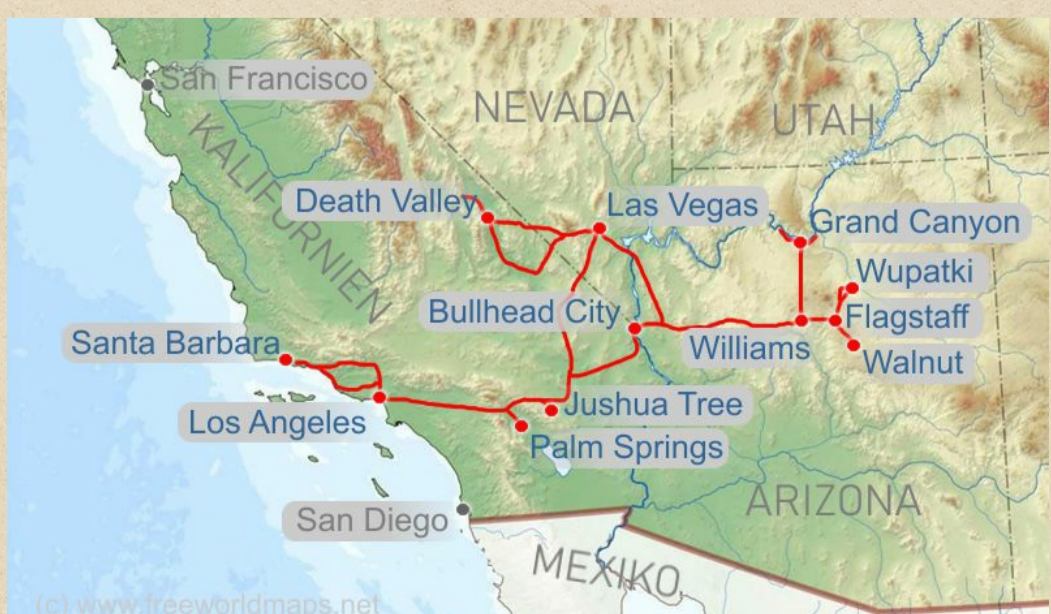 San Francisco
NEVADA
UTAH
KALIFORNIEN
Death Valley
Las Vegas
Grand Canyon
Wupatki
Bullhead City
Flagstaff
Santa Barbara
Williams
Walnut
Los Angeles
Jushua Tree
Palm Springs
ARIZONA
San Diego
MEXIKO
(c) www.freeworldmaps.net